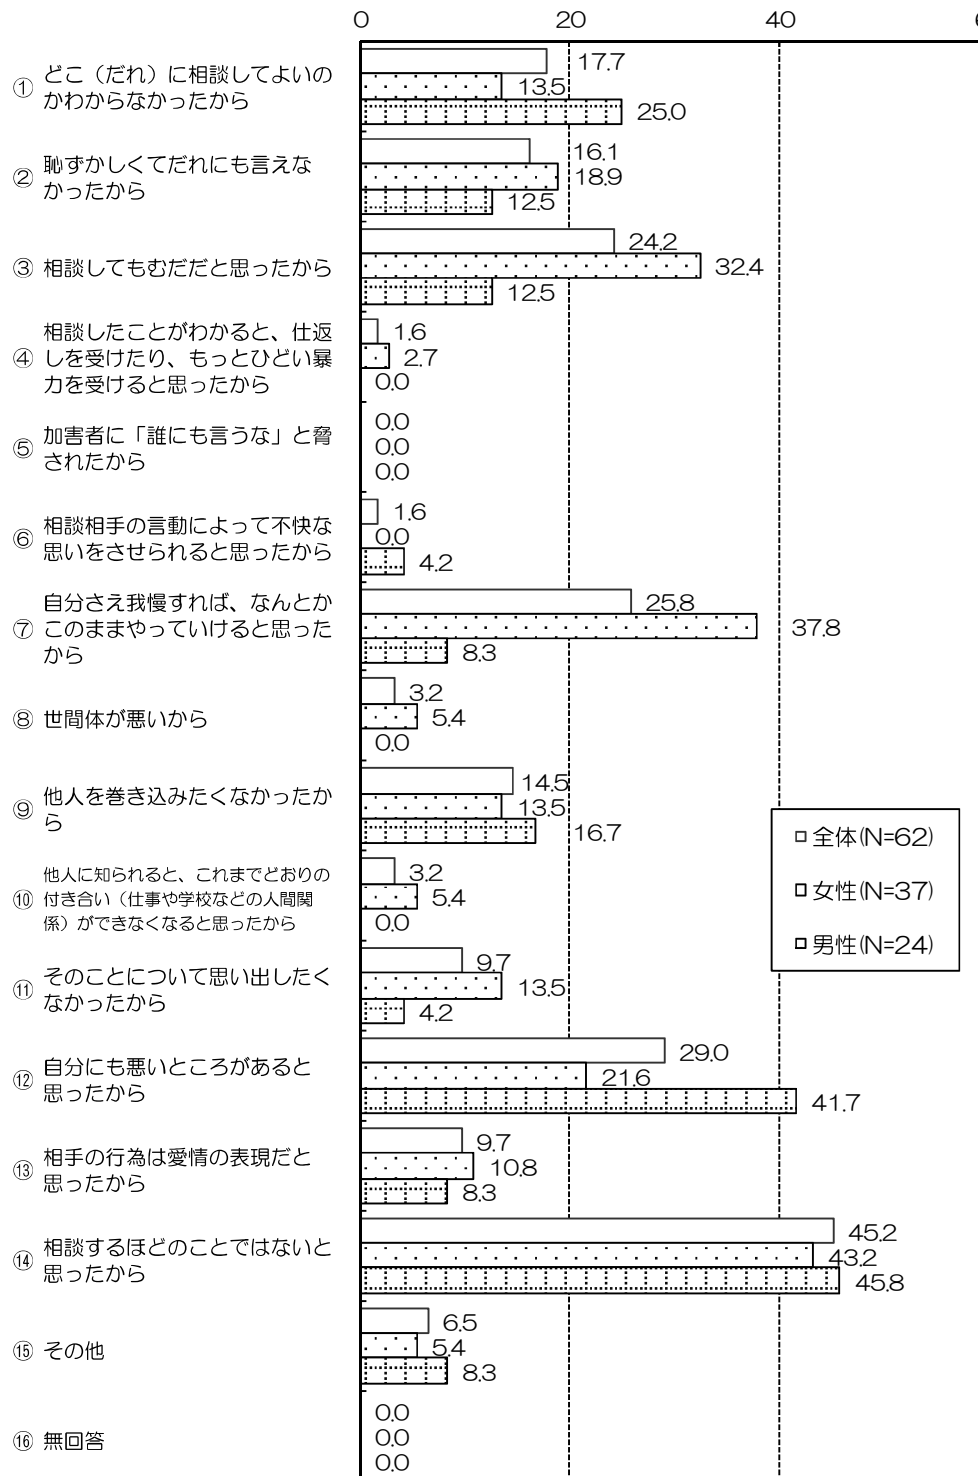 0 20 40 6
① どこ（だれ）に相談してよいの
かわからなかったから
17.7
13.5
25.0
② 恥ずかしくてだれにも言えな
かったから
16.1
18.9
12.5
③ 相談してもむだだと思ったから
24.2
32.4
12.5
④ 相談したことがわかると、仕返
しを受けたり、もっとひどい暴
力を受けると思ったから
1.6
2.7
0.0
⑤ 加害者に「誰にも言うな」と脅
されたから
0.0
0.0
0.0
⑥ 相談相手の言動によって不快な
思いをさせられると思ったから
1.6
0.0
4.2
⑦ 自分さえ我慢すれば、なんとか
このままやっていけると思った
から
25.8
37.8
8.3
⑧ 世間体が悪いから
3.2
5.4
0.0
⑨ 他人を巻き込みたくなかったか
ら
14.5
13.5
16.7
⑩ 他人に知られると、これまでどおりの
付き合い（仕事や学校などの人間関
係）ができなくなると思ったから
3.2
5.4
0.0
⑪ そのことについて思い出したく
なかったから
9.7
13.5
4.2
⑫ 自分にも悪いところがあると
思ったから
29.0
21.6
41.7
⑬ 相手の行為は愛情の表現だと
思ったから
9.7
10.8
8.3
⑭ 相談するほどのことではないと
思ったから
45.2
43.2
45.8
⑮ その他
6.5
5.4
8.3
⑯ 無回答
0.0
0.0
0.0
全体(N=62)
女性(N=37)
男性(N=24)